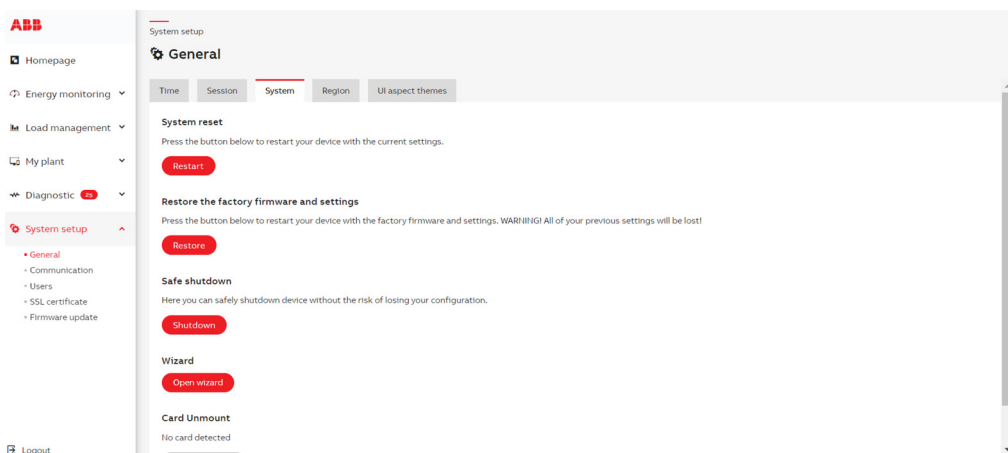 ABB
Homepage
Energy monitoring
Load management
My plant
Diagnostic 25
System setup
General
Communication
Users
SSL certificate
Firmware update
Logout
System setup
General
Time Session System Region UI aspect themes
System reset
Press the button below to restart your device with the current settings.
Restart
Restore the factory firmware and settings
Press the button below to restart your device with the factory firmware and settings. WARNING! All of your previous settings will be lost!
Restore
Safe shutdown
Here you can safely shutdown device without the risk of losing your configuration.
Shutdown
Wizard
Open wizard
Card Unmount
No card detected